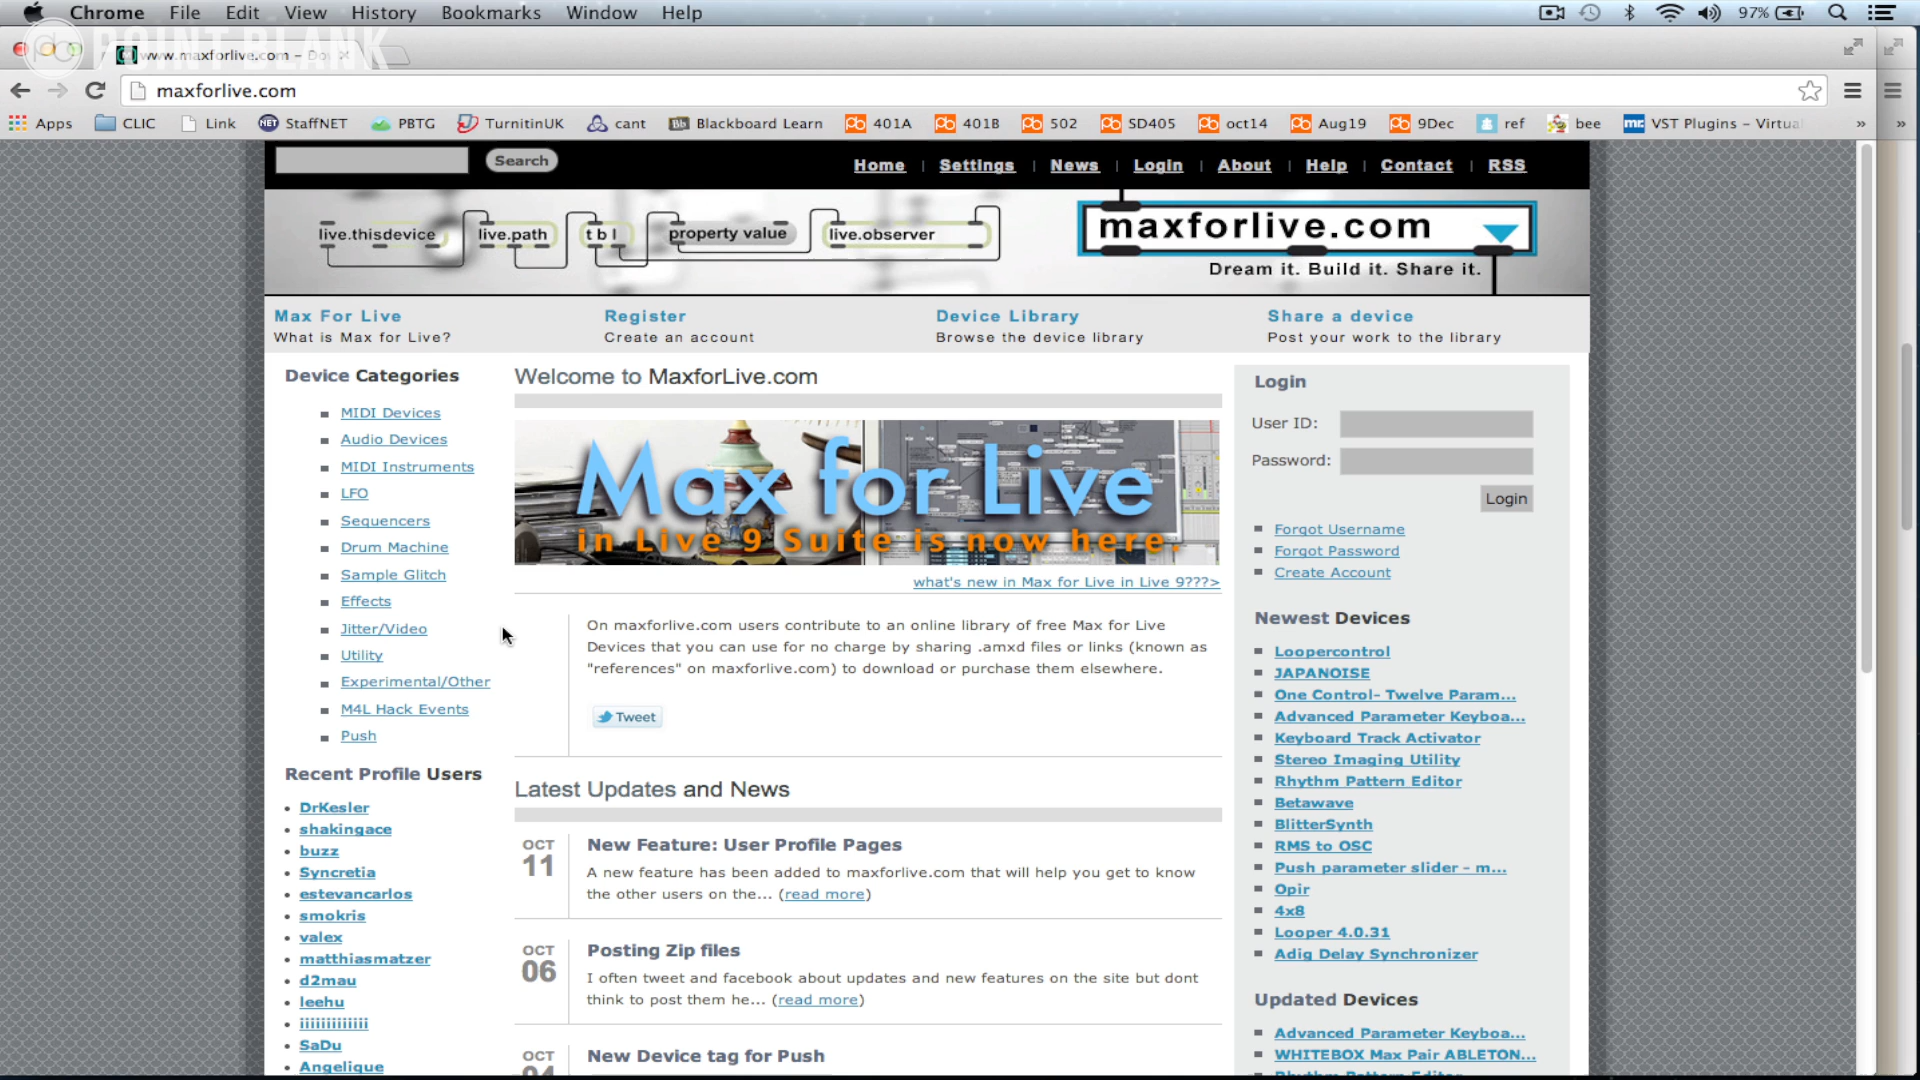 Chrome File Edit View History Bookmarks Window Help 97%
POINT BLANK
www.maxforlive.com – Do
maxforlive.com
Apps CLIC Link StaffNET PBTG TurnitinUK cant Blackboard Learn 401A 401B 502 SD405 oct14 Aug19 9Dec ref bee VST Plugins – Virtua »
Search
Home | Settings | News | Login | About | Help | Contact | RSS
live.thisdevice live.path t b l property value live.observer
maxforlive.com
Dream it. Build it. Share it.
Max For Live
What is Max for Live?
Register
Create an account
Device Library
Browse the device library
Share a device
Post your work to the library
Device Categories
MIDI Devices
Audio Devices
MIDI Instruments
LFO
Sequencers
Drum Machine
Sample Glitch
Effects
Jitter/Video
Utility
Experimental/Other
M4L Hack Events
Push
Recent Profile Users
DrKesler
shakingace
buzz
Syncretia
estevancarlos
smokris
valex
matthiasmatzer
d2mau
leehu
iiiiiiiiiiiii
SaDu
Angelique
Welcome to MaxforLive.com
Max for Live
in Live 9 Suite is now here.
what's new in Max for Live in Live 9???>
On maxforlive.com users contribute to an online library of free Max for Live
Devices that you can use for no charge by sharing .amxd files or links (known as
"references" on maxforlive.com) to download or purchase them elsewhere.
Tweet
Latest Updates and News
OCT
11
New Feature: User Profile Pages
A new feature has been added to maxforlive.com that will help you get to know
the other users on the... (read more)
OCT
06
Posting Zip files
I often tweet and facebook about updates and new features on the site but dont
think to post them he... (read more)
OCT
04
New Device tag for Push
Login
User ID:
Password:
Login
Forgot Username
Forgot Password
Create Account
Newest Devices
Loopercontrol
JAPANOISE
One Control- Twelve Param...
Advanced Parameter Keyboa...
Keyboard Track Activator
Stereo Imaging Utility
Rhythm Pattern Editor
Betawave
BlitterSynth
RMS to OSC
Push parameter slider – m...
Opir
4x8
Looper 4.0.31
Adig Delay Synchronizer
Updated Devices
Advanced Parameter Keyboa...
WHITEBOX Max Pair ABLETON...
Rhythm Pattern Editor